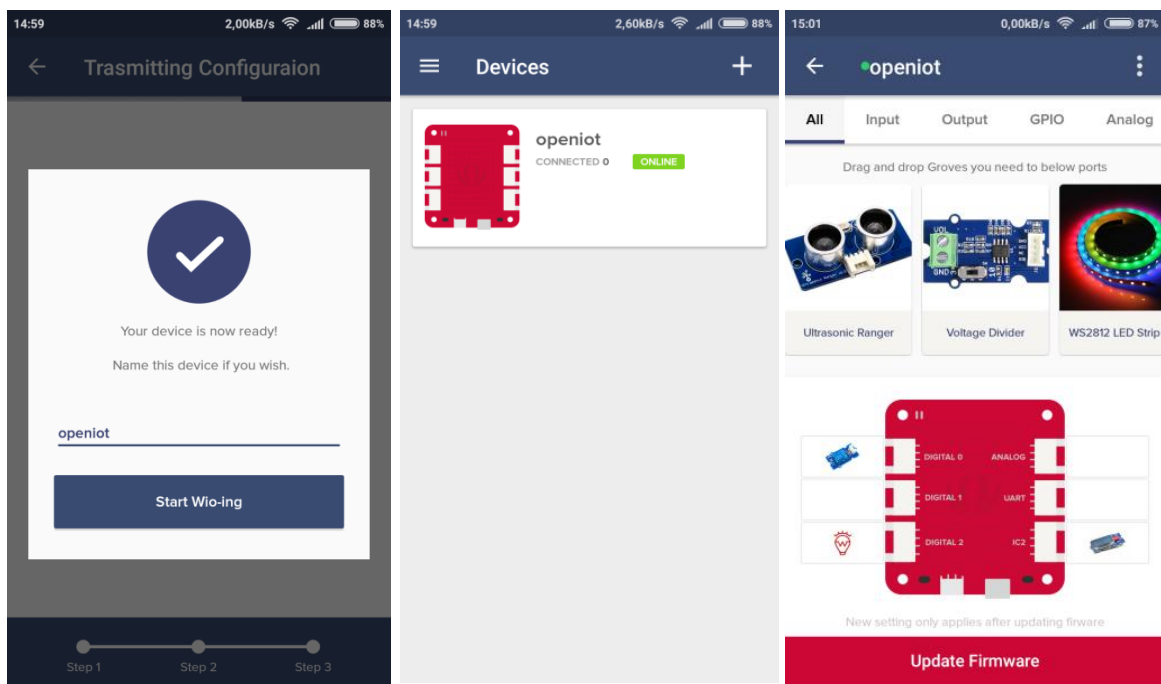 14:59 2,00kB/s 88%
Trasmitting Configuraion
Your device is now ready!
Name this device if you wish.
openiot
Start Wio-ing
Step 1 Step 2 Step 3
14:59 2,60kB/s 88%
Devices
openiot
CONNECTED 0 ONLINE
15:01 0,00kB/s 87%
openiot
All Input Output GPIO Analog
Drag and drop Groves you need to below ports
VOL
GND
Ultrasonic Ranger Voltage Divider WS2812 LED Strip
DIGITAL 0 ANALOG
DIGITAL 1 UART
DIGITAL 2 IC2
New setting only applies after updating firware
Update Firmware